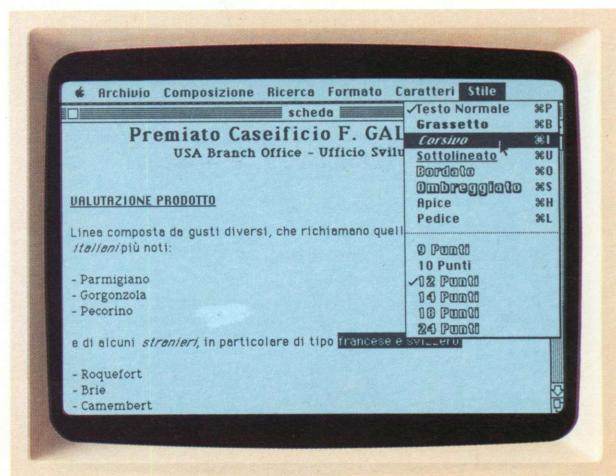 Archivio Composizione Ricerca Formato Caratteri Stile
scheda
Premiato Caseificio F. GAL
USA Branch Office - Ufficio Svilu
VALUTAZIONE PRODOTTO
Linea composta da gusti diversi, che richiamano quell
italiani più noti:
- Parmigiano
- Gorgonzola
- Pecorino
e di alcuni stranieri, in particolare di tipo francese e svizzero
- Roquefort
- Brie
- Camembert
✓Testo Normale ⌘P
Grassetto ⌘B
Corsivo ⌘I
Sottolineato ⌘U
Bordato ⌘O
Ombreggiato ⌘S
Apice ⌘H
Pedice ⌘L
9 Punti
10 Punti
✓12 Punti
14 Punti
18 Punti
24 Punti